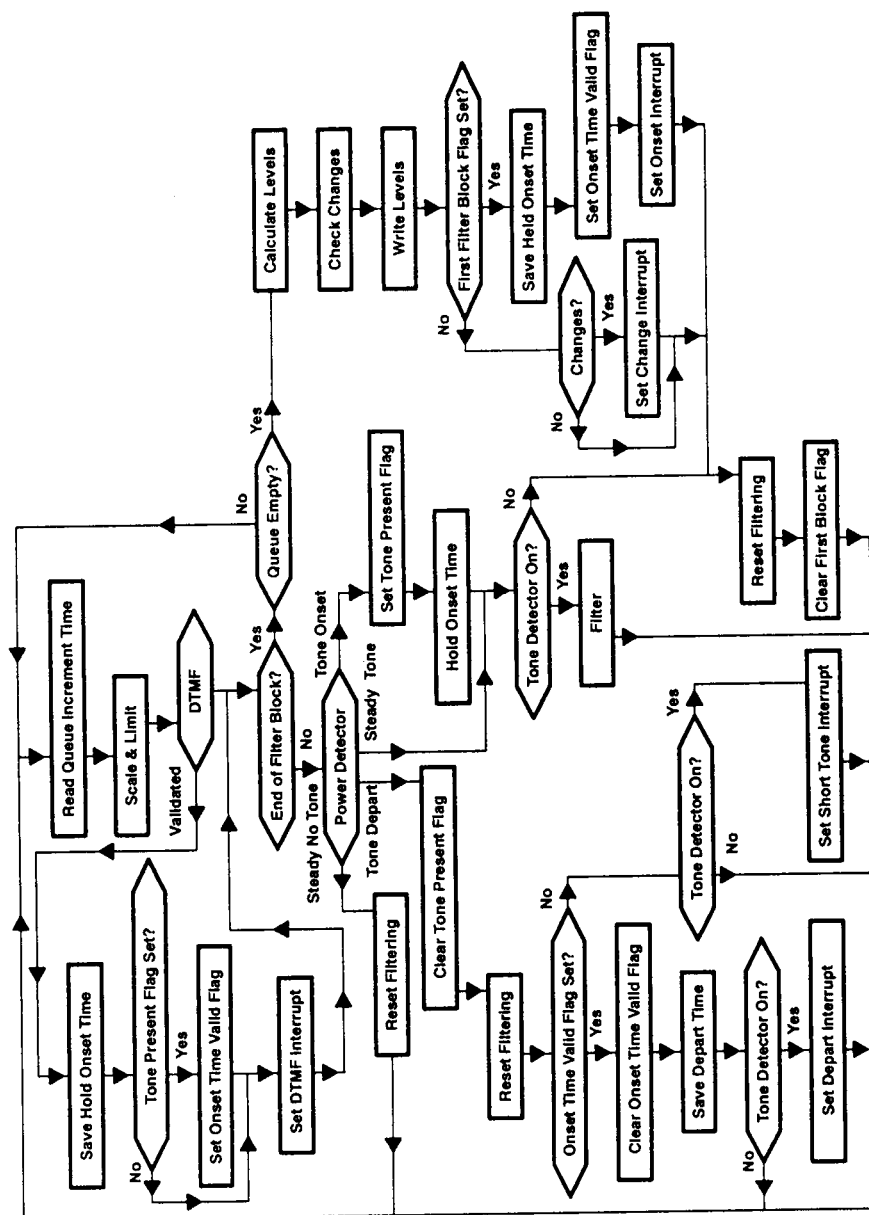 Read Queue Increment Time
Scale & Limit
DTMF
Validated
Save Hold Onset Time
Tone Present Flag Set?
No
Yes
Set Onset Time Valid Flag
Set DTMF Interrupt
End of Filter Block?
Yes
No
Queue Empty?
No
Yes
Power Detector
Steady No Tone
Tone Depart
Steady Tone
Tone Onset
Set Tone Present Flag
Hold Onset Time
Tone Detector On?
No
Yes
Filter
Reset Filtering
Clear Tone Present Flag
Reset Filtering
Onset Time Valid Flag Set?
No
Yes
Clear Onset Time Valid Flag
Save Depart Time
Tone Detector On?
No
Yes
Set Depart Interrupt
Tone Detector On?
Yes
No
Set Short Tone Interrupt
Calculate Levels
Check Changes
Write Levels
First Filter Block Flag Set?
No
Yes
Save Held Onset Time
Set Onset Time Valid Flag
Set Onset Interrupt
Changes?
No
Yes
Set Change Interrupt
Reset Filtering
Clear First Block Flag